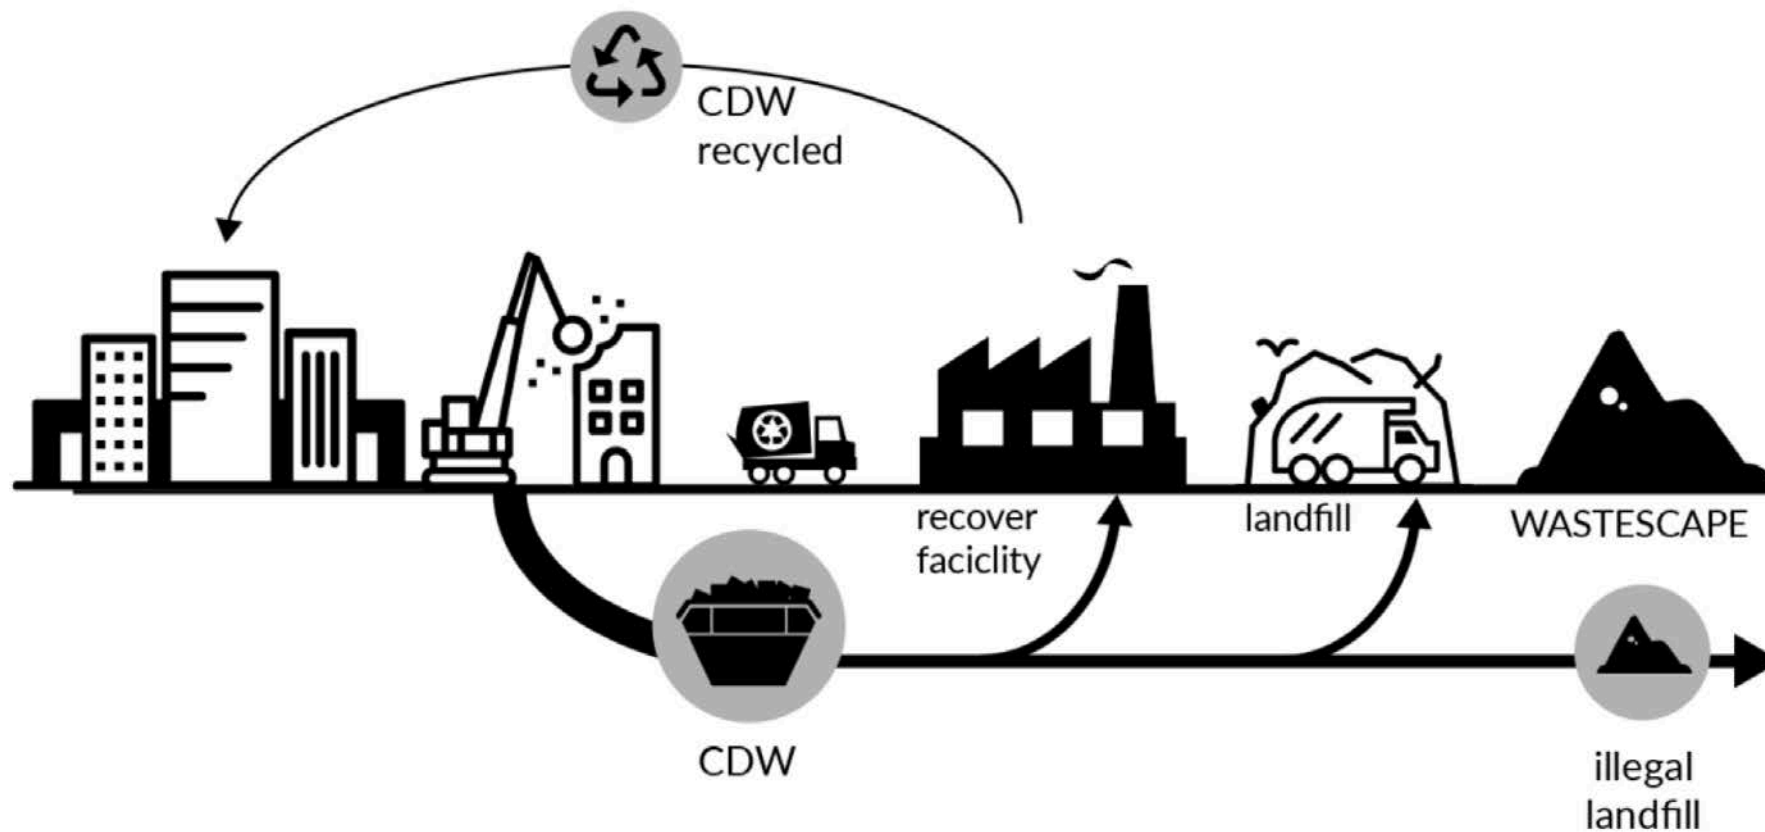 CDW
recycled
recover
faciclity
landfill
WASTESCAPE
CDW
illegal
landfill